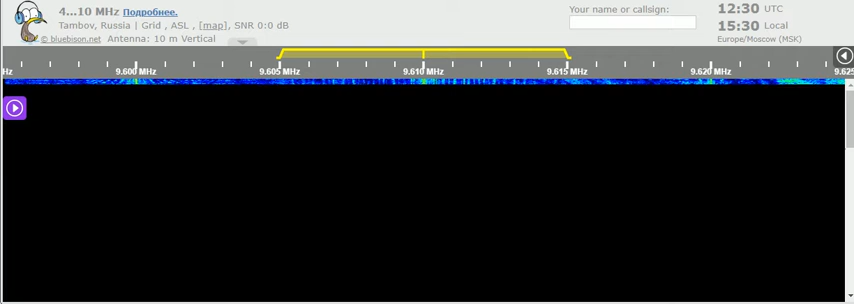 4...10 MHz Подробнее.
Tambov, Russia | Grid , ASL , [map], SNR 0:0 dB
© bluebison.net Antenna: 10 m Vertical
Your name or callsign:
12:30 UTC
15:30 Local
Europe/Moscow (MSK)
Hz 9.600 MHz 9.605 MHz 9.610 MHz 9.615 MHz 9.620 MHz 9.625